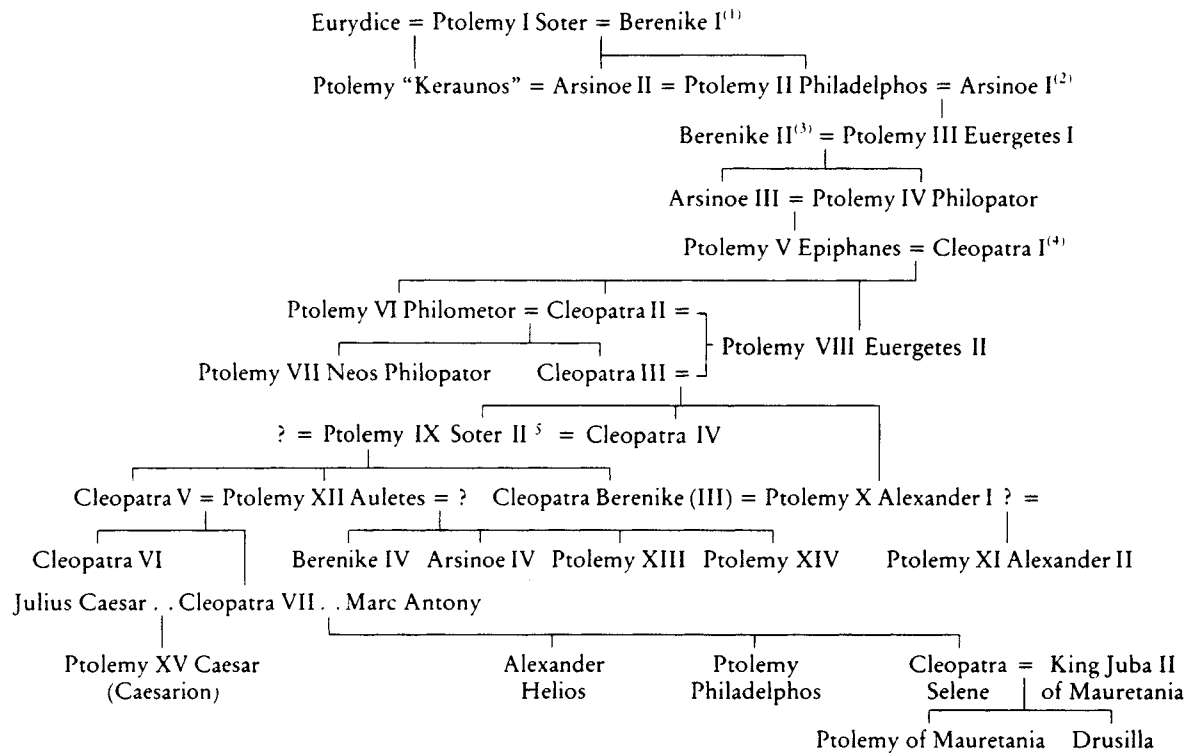 Eurydice = Ptolemy I Soter = Berenike I(1)
Ptolemy “Keraunos” = Arsinoe II = Ptolemy II Philadelphos = Arsinoe I(2)
Berenike II(3) = Ptolemy III Euergetes I
Arsinoe III = Ptolemy IV Philopator
Ptolemy V Epiphanes = Cleopatra I(4)
Ptolemy VI Philometor = Cleopatra II =
Ptolemy VIII Euergetes II
Ptolemy VII Neos Philopator Cleopatra III =
? = Ptolemy IX Soter II 5 = Cleopatra IV
Cleopatra V = Ptolemy XII Auletes = ? Cleopatra Berenike (III) = Ptolemy X Alexander I ? =
Cleopatra VI Berenike IV Arsinoe IV Ptolemy XIII Ptolemy XIV Ptolemy XI Alexander II
Julius Caesar . . Cleopatra VII . . Marc Antony
Ptolemy XV Caesar Alexander Ptolemy Cleopatra = King Juba II
(Caesarion) Helios Philadelphos Selene of Mauretania
Ptolemy of Mauretania Drusilla